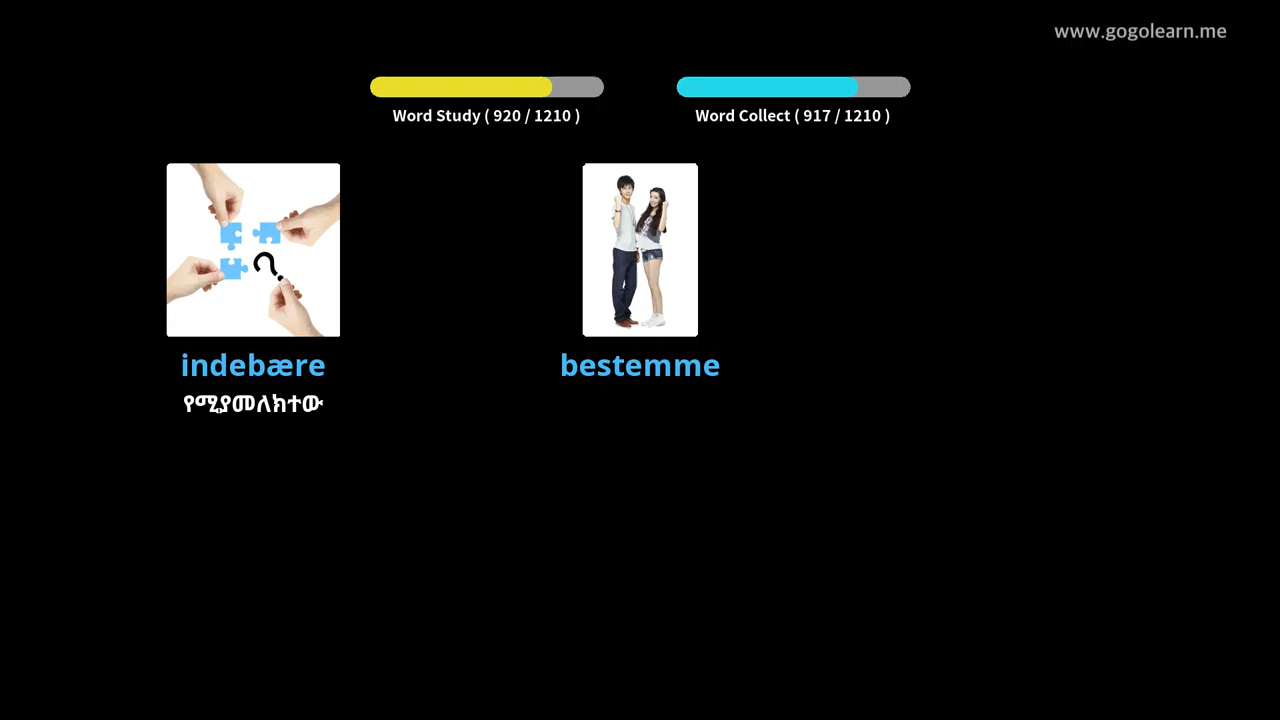 www.gogolearn.me
Word Study ( 920 / 1210 )
Word Collect ( 917 / 1210 )
indebære
የሚያመለክተው
bestemme